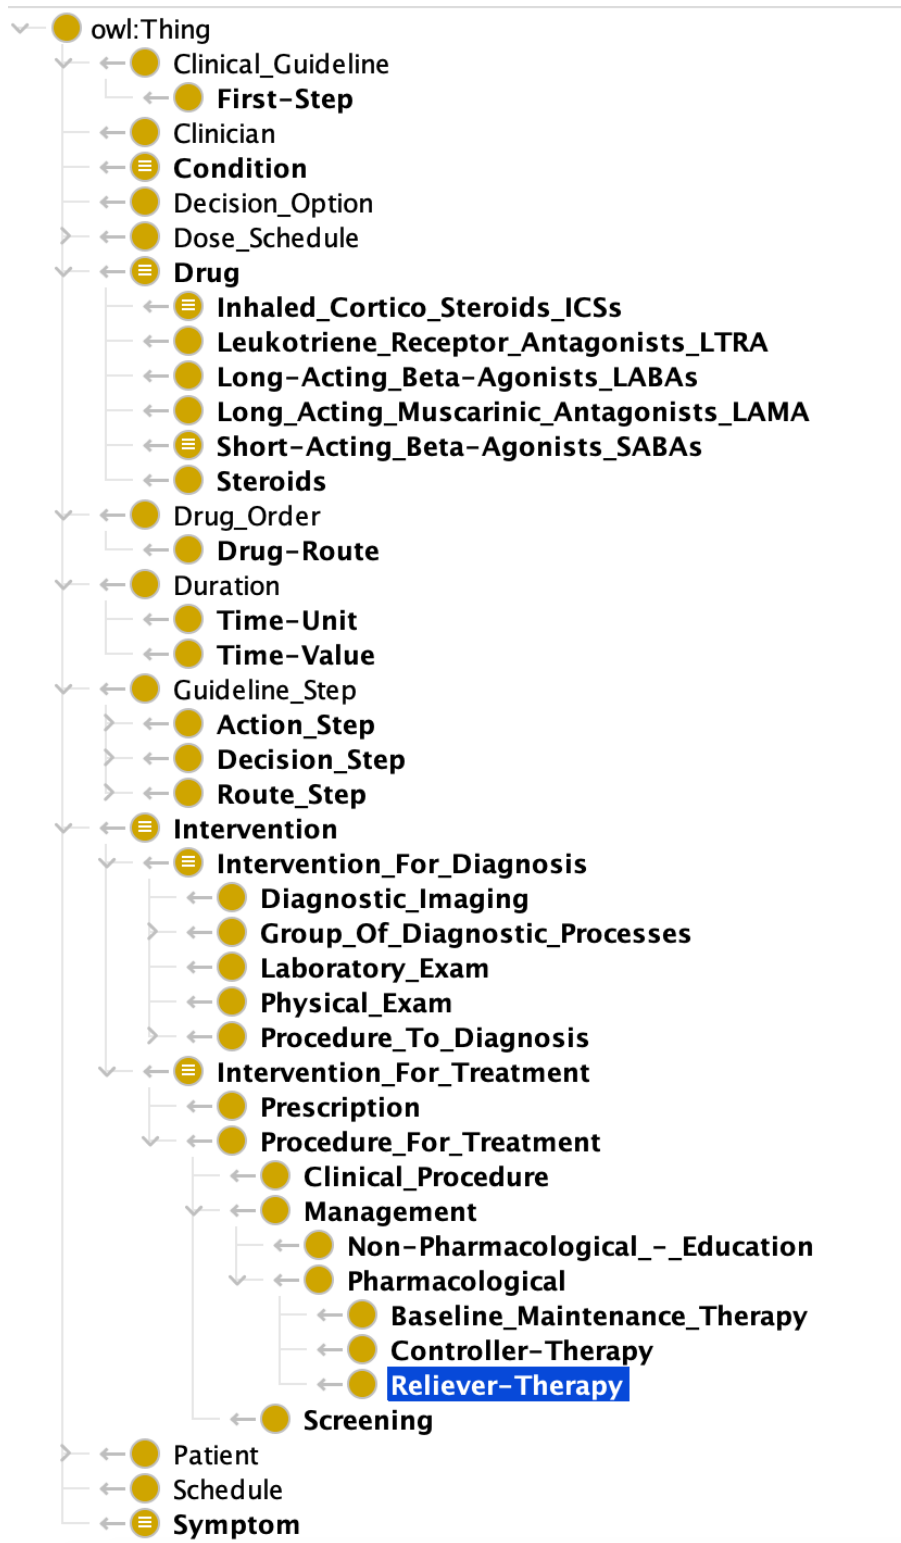 owl:Thing
Clinical_Guideline
First-Step
Clinician
Condition
Decision_Option
Dose_Schedule
Drug
Inhaled_Cortico_Steroids_ICSs
Leukotriene_Receptor_Antagonists_LTRA
Long-Acting_Beta-Agonists_LABAs
Long_Acting_Muscarinic_Antagonists_LAMA
Short-Acting_Beta-Agonists_SABAs
Steroids
Drug_Order
Drug-Route
Duration
Time-Unit
Time-Value
Guideline_Step
Action_Step
Decision_Step
Route_Step
Intervention
Intervention_For_Diagnosis
Diagnostic_Imaging
Group_Of_Diagnostic_Processes
Laboratory_Exam
Physical_Exam
Procedure_To_Diagnosis
Intervention_For_Treatment
Prescription
Procedure_For_Treatment
Clinical_Procedure
Management
Non-Pharmacological_-_Education
Pharmacological
Baseline_Maintenance_Therapy
Controller-Therapy
Reliever-Therapy
Screening
Patient
Schedule
Symptom